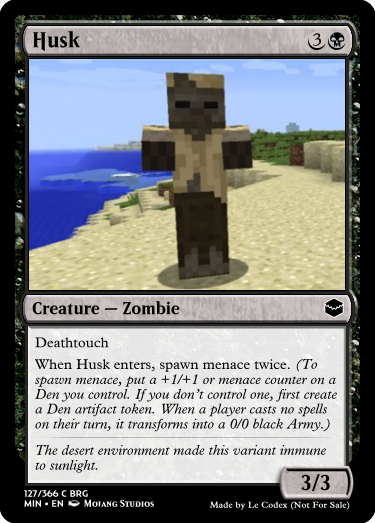 Husk 3
Creature — Zombie
Deathtouch
When Husk enters, spawn menace twice. (To
spawn menace, put a +1/+1 or menace counter on a
Den you control. If you don't control one, first create
a Den artifact token. When a player casts no spells
on their turn, it transforms into a 0/0 black Army.)
The desert environment made this variant immune
to sunlight.
3/3
127/366 C BRG
MIN • EN Mojang Studios
Made by Le Codex (Not For Sale)